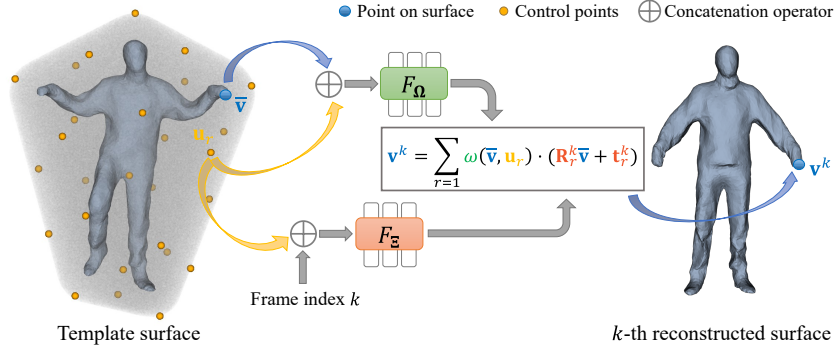 Point on surface
Control points
Concatenation operator
v̄
u_r
F_Ω
v^k = ∑_{r=1} ω(v̄, u_r) · (R_r^k v̄ + t_r^k)
v^k
F_Ξ
Frame index k
Template surface
k-th reconstructed surface